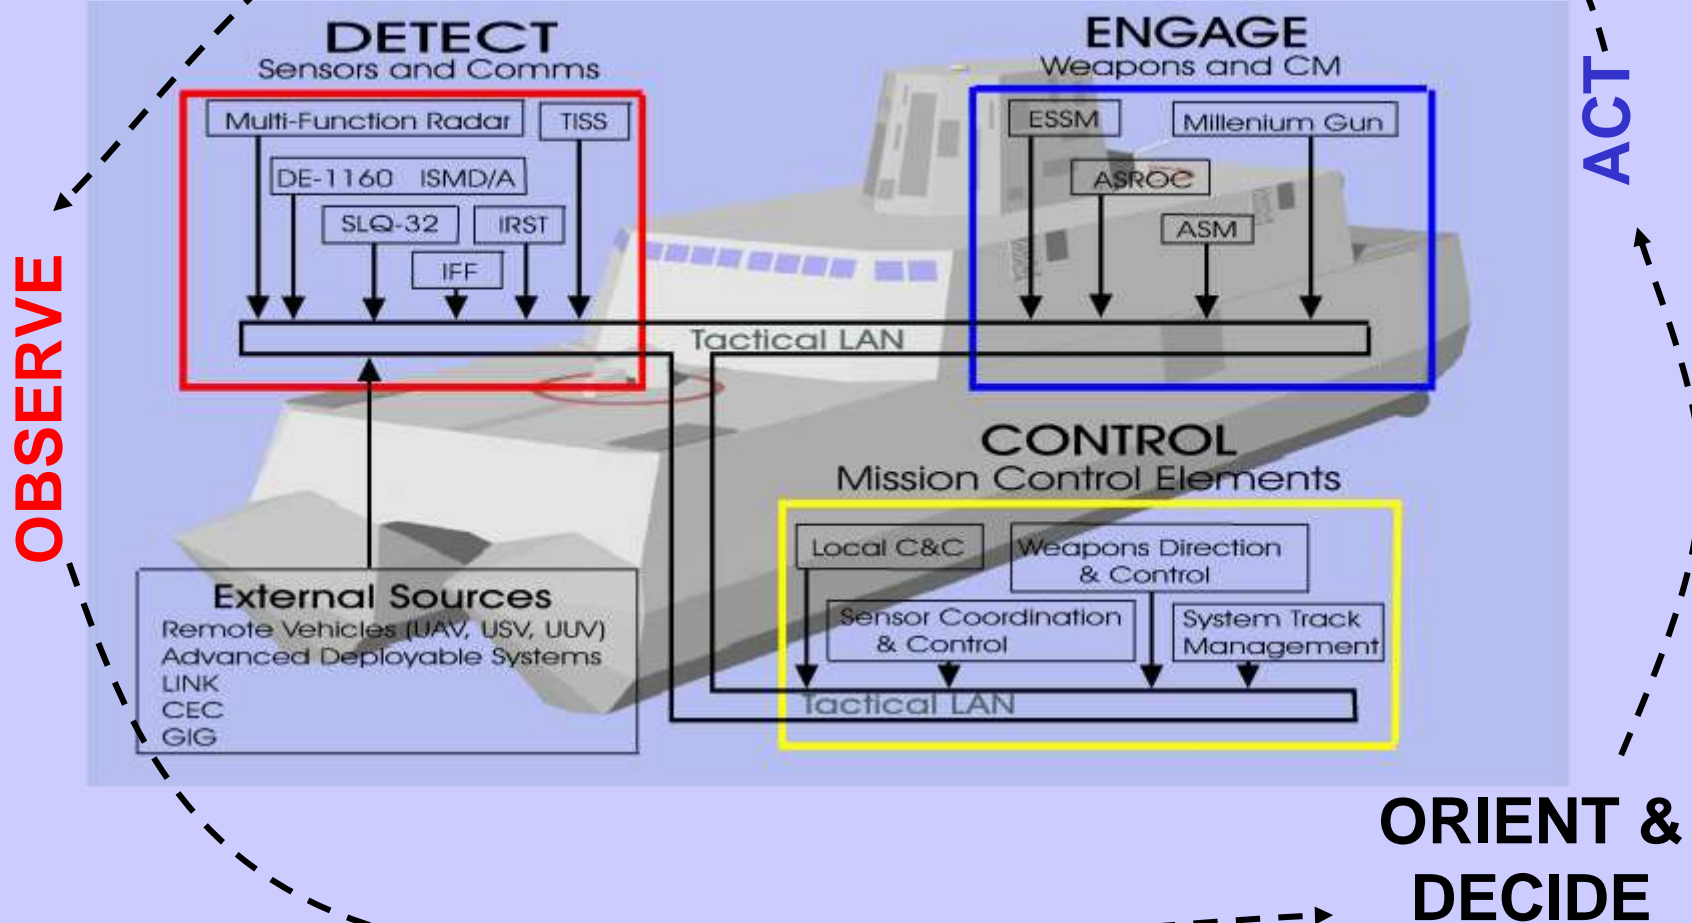 DETECT
Sensors and Comms
Multi-Function Radar
TISS
DE-1160 ISMD/A
SLQ-32
IRST
IFF
ENGAGE
Weapons and CM
ESSM
Millenium Gun
ASROC
ASM
ACT
OBSERVE
Tactical LAN
CONTROL
Mission Control Elements
Local C&C
Weapons Direction
& Control
Sensor Coordination
& Control
System Track
Management
Tactical LAN
External Sources
Remote Vehicles (UAV, USV, UUV)
Advanced Deployable Systems
LINK
CEC
GIG
ORIENT &
DECIDE